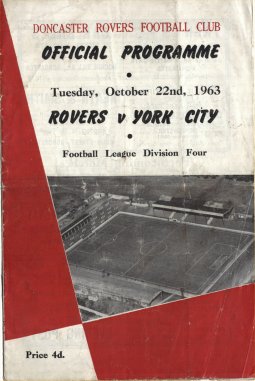 DONCASTER ROVERS FOOTBALL CLUB
OFFICIAL PROGRAMME
•
Tuesday, October 22nd, 1963
ROVERS v YORK CITY
•
Football League Division Four
Price 4d.